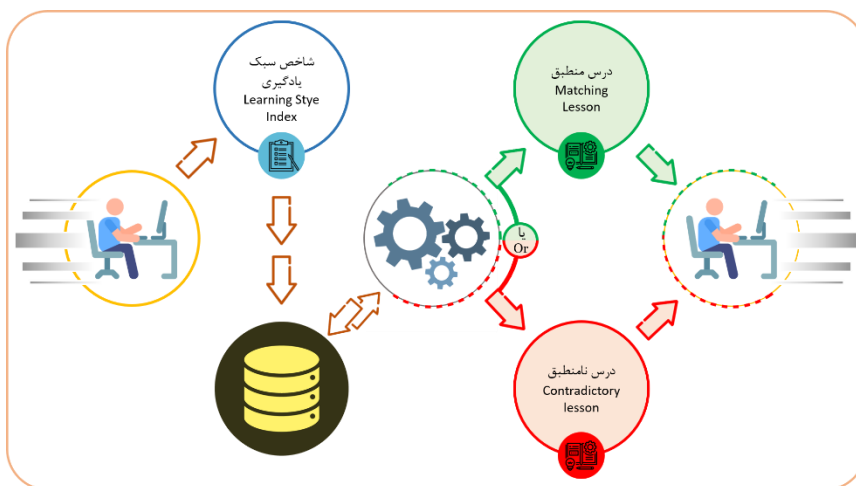 شاخص سبک
یادگیری
Learning Stye
Index
درس منطبق
Matching
Lesson
یا
Or
درس نامنطبق
Contradictory
lesson